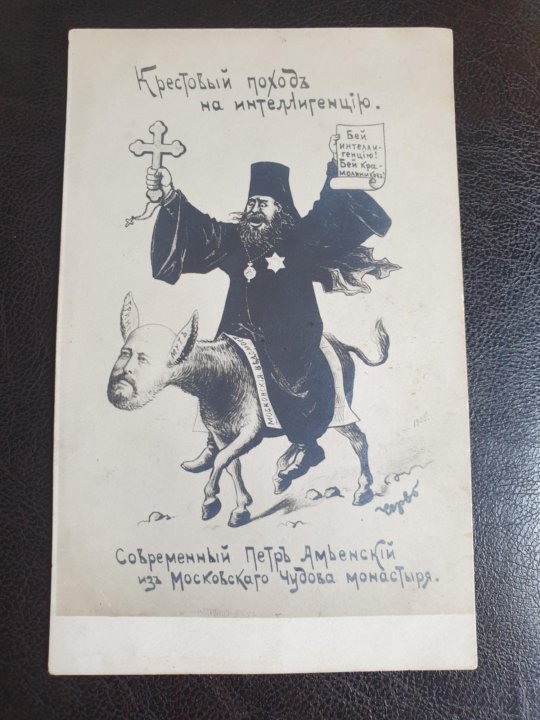 Крестовый походъ
на интеллигенцію.
Бей
интелли-
генцію!
Бей кра-
мольниковъ!
МОСКОВСКІЯ ВѢДОМОС
1905
Современный Петръ Амьенскій
изъ Московскаго Чудова монастыря.